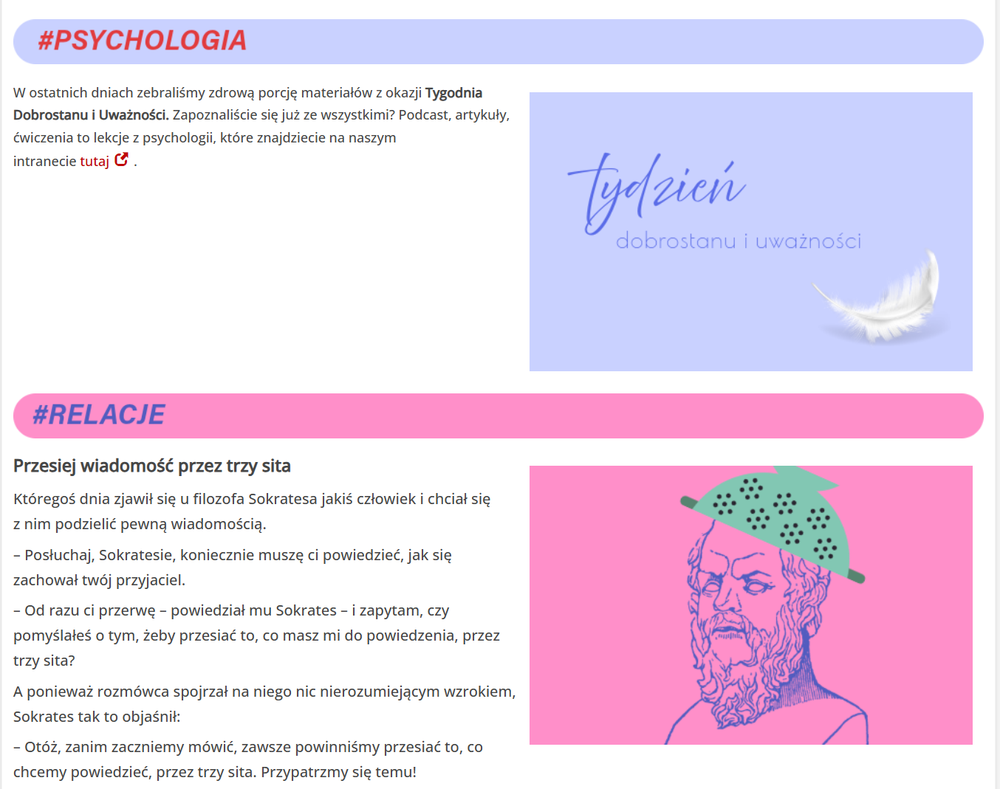 #PSYCHOLOGIA
W ostatnich dniach zebraliśmy zdrową porcję materiałów z okazji Tygodnia
Dobrostanu i Uważności. Zapoznaliście się już ze wszystkimi? Podcast, artykuły,
ćwiczenia to lekcje z psychologii, które znajdziecie na naszym
intranecie tutaj .
tydzień
dobrostanu i uważności
#RELACJE
Przesiej wiadomość przez trzy sita
Któregoś dnia zjawił się u filozofa Sokratesa jakiś człowiek i chciał się
z nim podzielić pewną wiadomością.
– Posłuchaj, Sokratesie, koniecznie muszę ci powiedzieć, jak się
zachował twój przyjaciel.
– Od razu ci przerwę – powiedział mu Sokrates – i zapytam, czy
pomyślałeś o tym, żeby przesiać to, co masz mi do powiedzenia, przez
trzy sita?
A ponieważ rozmówca spojrzał na niego nic nierozumiejącym wzrokiem,
Sokrates tak to objaśnił:
– Otóż, zanim zaczniemy mówić, zawsze powinniśmy przesiać to, co
chcemy powiedzieć, przez trzy sita. Przypatrzmy się temu!